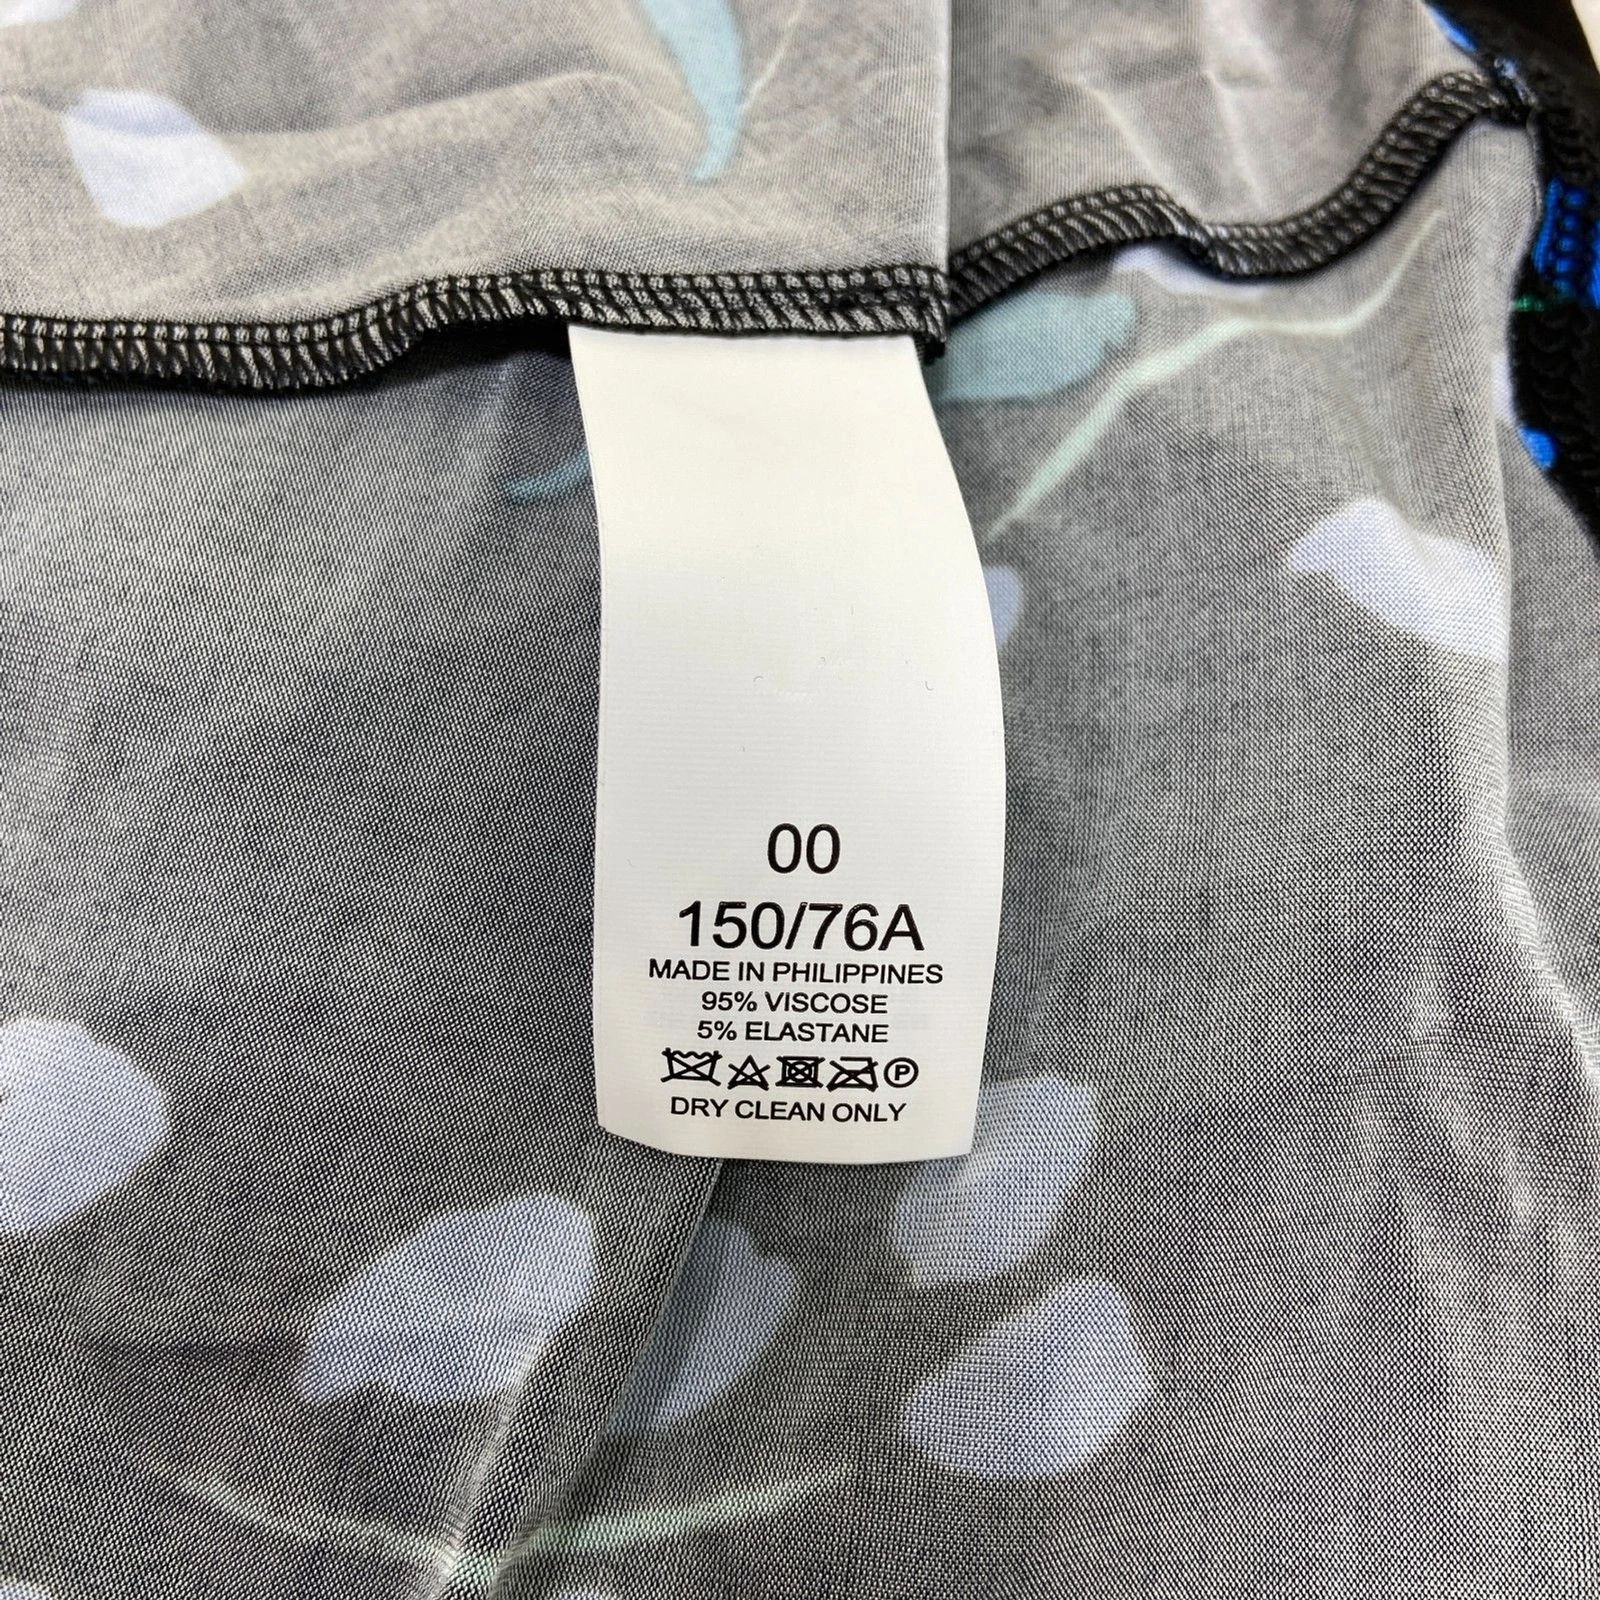 00
150/76A
MADE IN PHILIPPINES
95% VISCOSE
5% ELASTANE
P
DRY CLEAN ONLY